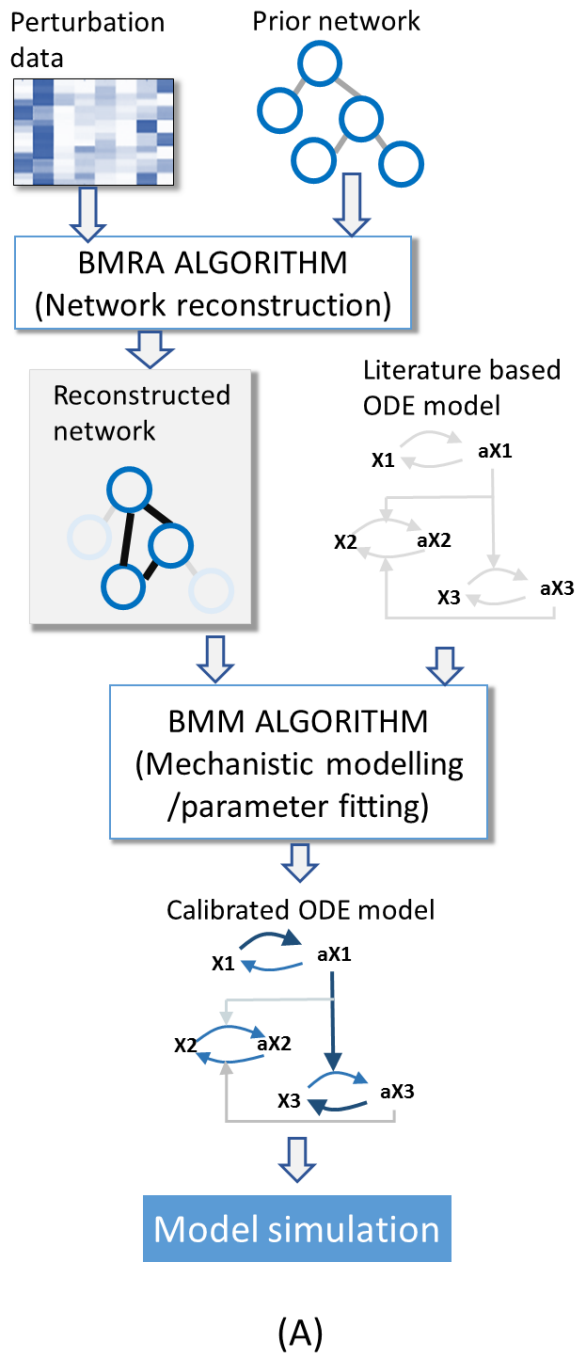 Perturbation
data
Prior network
BMRA ALGORITHM
(Network reconstruction)
Reconstructed
network
Literature based
ODE model
X1
aX1
X2
aX2
X3
aX3
BMM ALGORITHM
(Mechanistic modelling
/parameter fitting)
Calibrated ODE model
X1
aX1
X2
aX2
X3
aX3
Model simulation
(A)